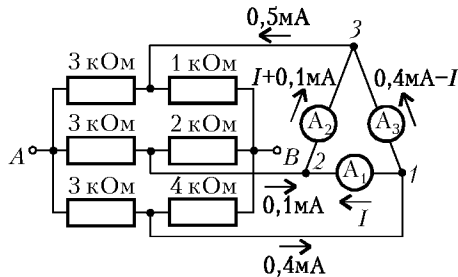 0,5мА
3
3 кОм 1 кОм
I+0,1мА 0,4мА–I
3 кОм 2 кОм
A₂ A₃
A B 2 A₁ 1
3 кОм 4 кОм
0,1мА I
0,4мА